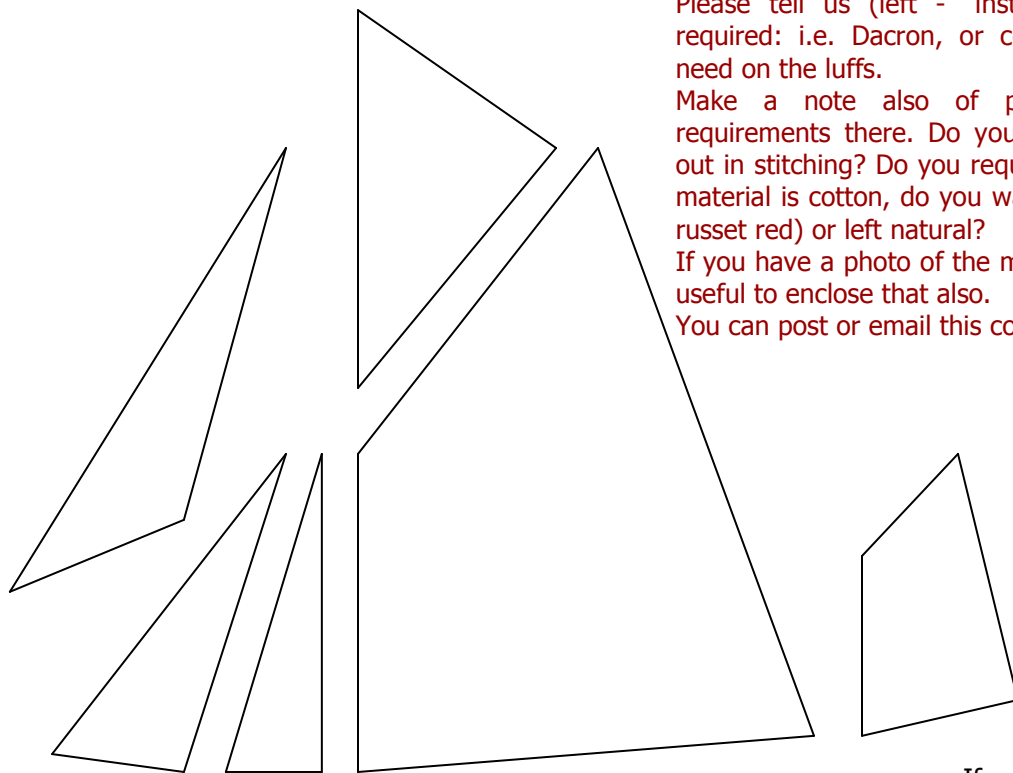 Please tell us (left - inst
required: i.e. Dacron, or c
need on the luffs.
Make a note also of p
requirements there. Do you
out in stitching? Do you requ
material is cotton, do you wa
russet red) or left natural?
If you have a photo of the m
useful to enclose that also.
You can post or email this co
If